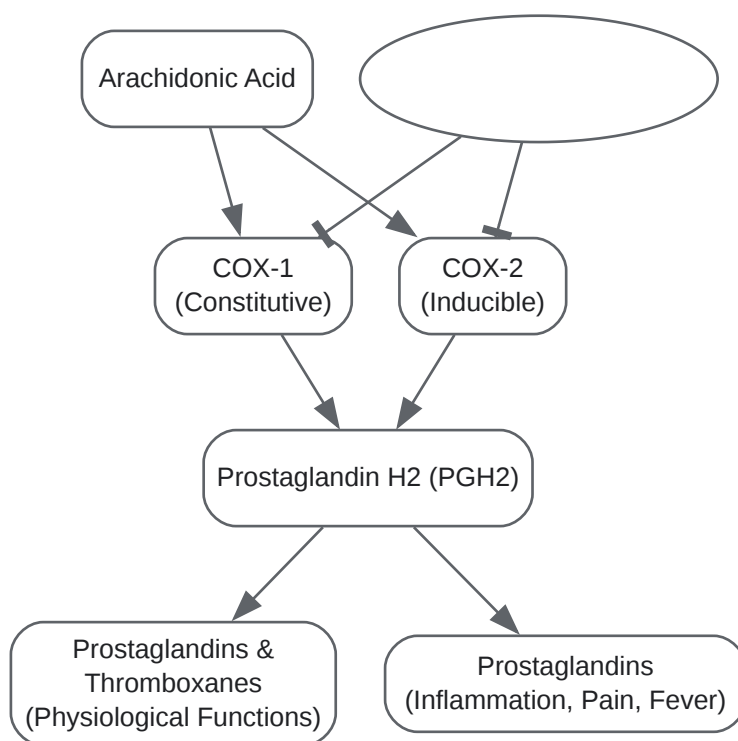 Arachidonic Acid
COX-1
(Constitutive)
COX-2
(Inducible)
Prostaglandin H2 (PGH2)
Prostaglandins &
Thromboxanes
(Physiological Functions)
Prostaglandins
(Inflammation, Pain, Fever)